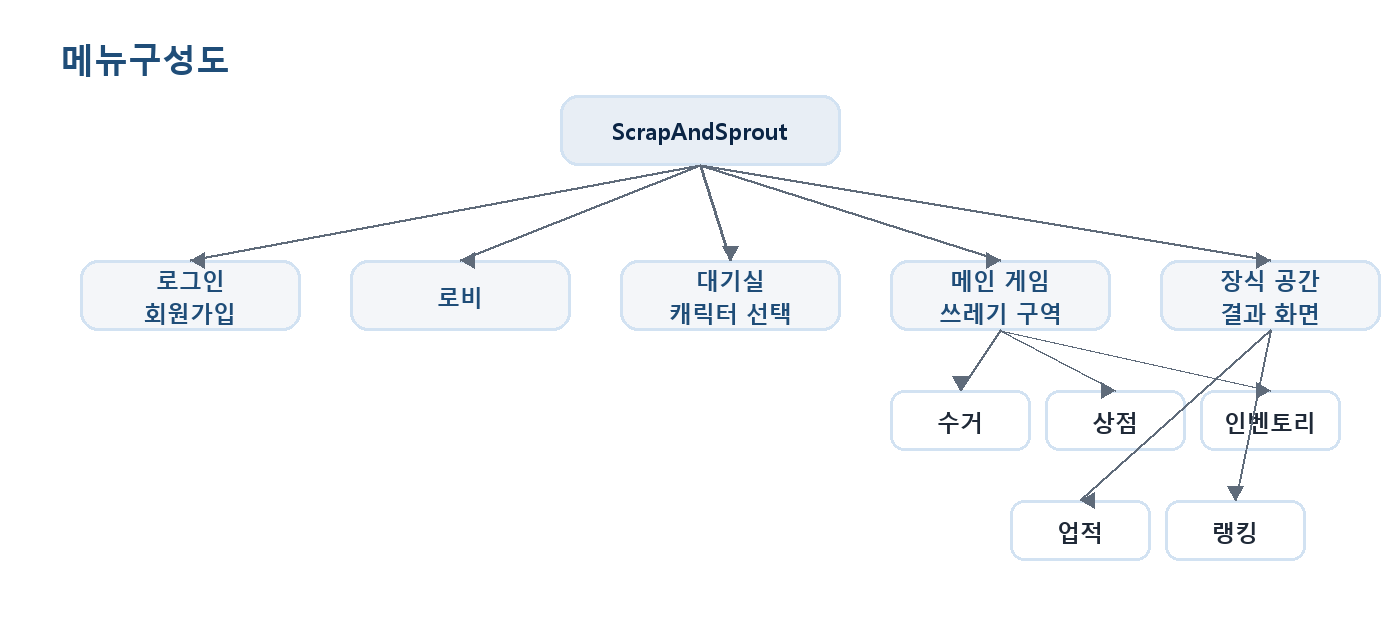 메뉴구성도
ScrapAndSprout
로그인
회원가입
로비
대기실
캐릭터 선택
메인 게임
쓰레기 구역
장식 공간
결과 화면
수거
상점
인벤토리
업적
랭킹